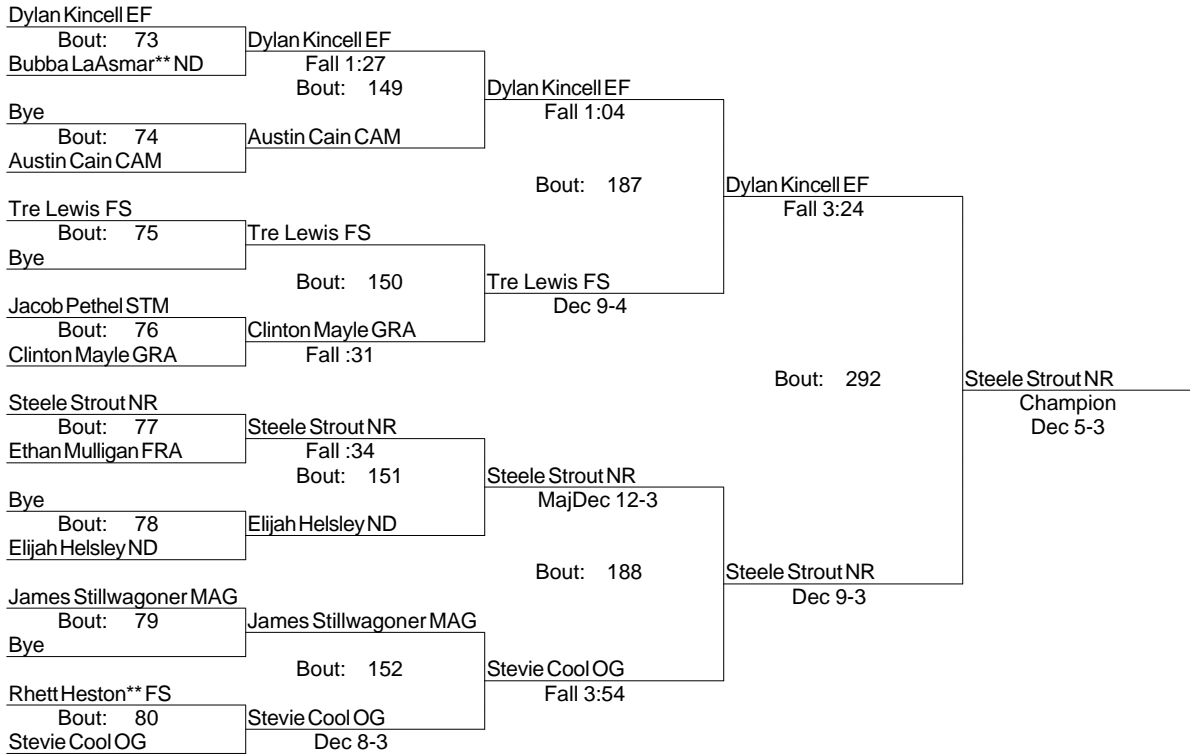 Dylan Kincell EF
Bout: 73
Bubba LaAsmar** ND
Bye
Bout: 74
Austin Cain CAM
Tre Lewis FS
Bout: 75
Bye
Jacob Pethel STM
Bout: 76
Clinton Mayle GRA
Steele Strout NR
Bout: 77
Ethan Mulligan FRA
Bye
Bout: 78
Elijah Helsley ND
James Stillwagoner MAG
Bout: 79
Bye
Rhett Heston** FS
Bout: 80
Stevie Cool OG
Dylan Kincell EF
Fall 1:27
Bout: 149
Austin Cain CAM
Tre Lewis FS
Bout: 150
Clinton Mayle GRA
Fall :31
Steele Strout NR
Fall :34
Bout: 151
Elijah Helsley ND
James Stillwagoner MAG
Bout: 152
Stevie Cool OG
Dec 8-3
Dylan Kincell EF
Fall 1:04
Bout: 187
Tre Lewis FS
Dec 9-4
Steele Strout NR
MajDec 12-3
Bout: 188
Stevie Cool OG
Fall 3:54
Dylan Kincell EF
Fall 3:24
Bout: 292
Steele Strout NR
Dec 9-3
Steele Strout NR
Champion
Dec 5-3